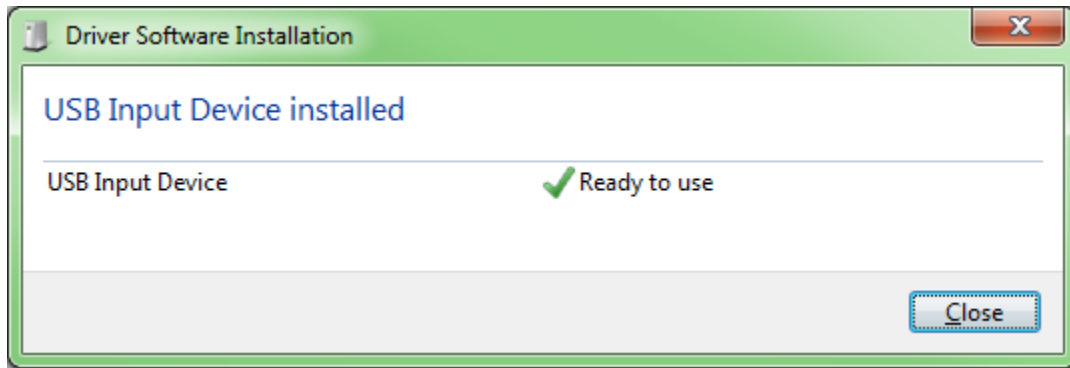 Driver Software Installation
USB Input Device installed
USB Input Device Ready to use
Close